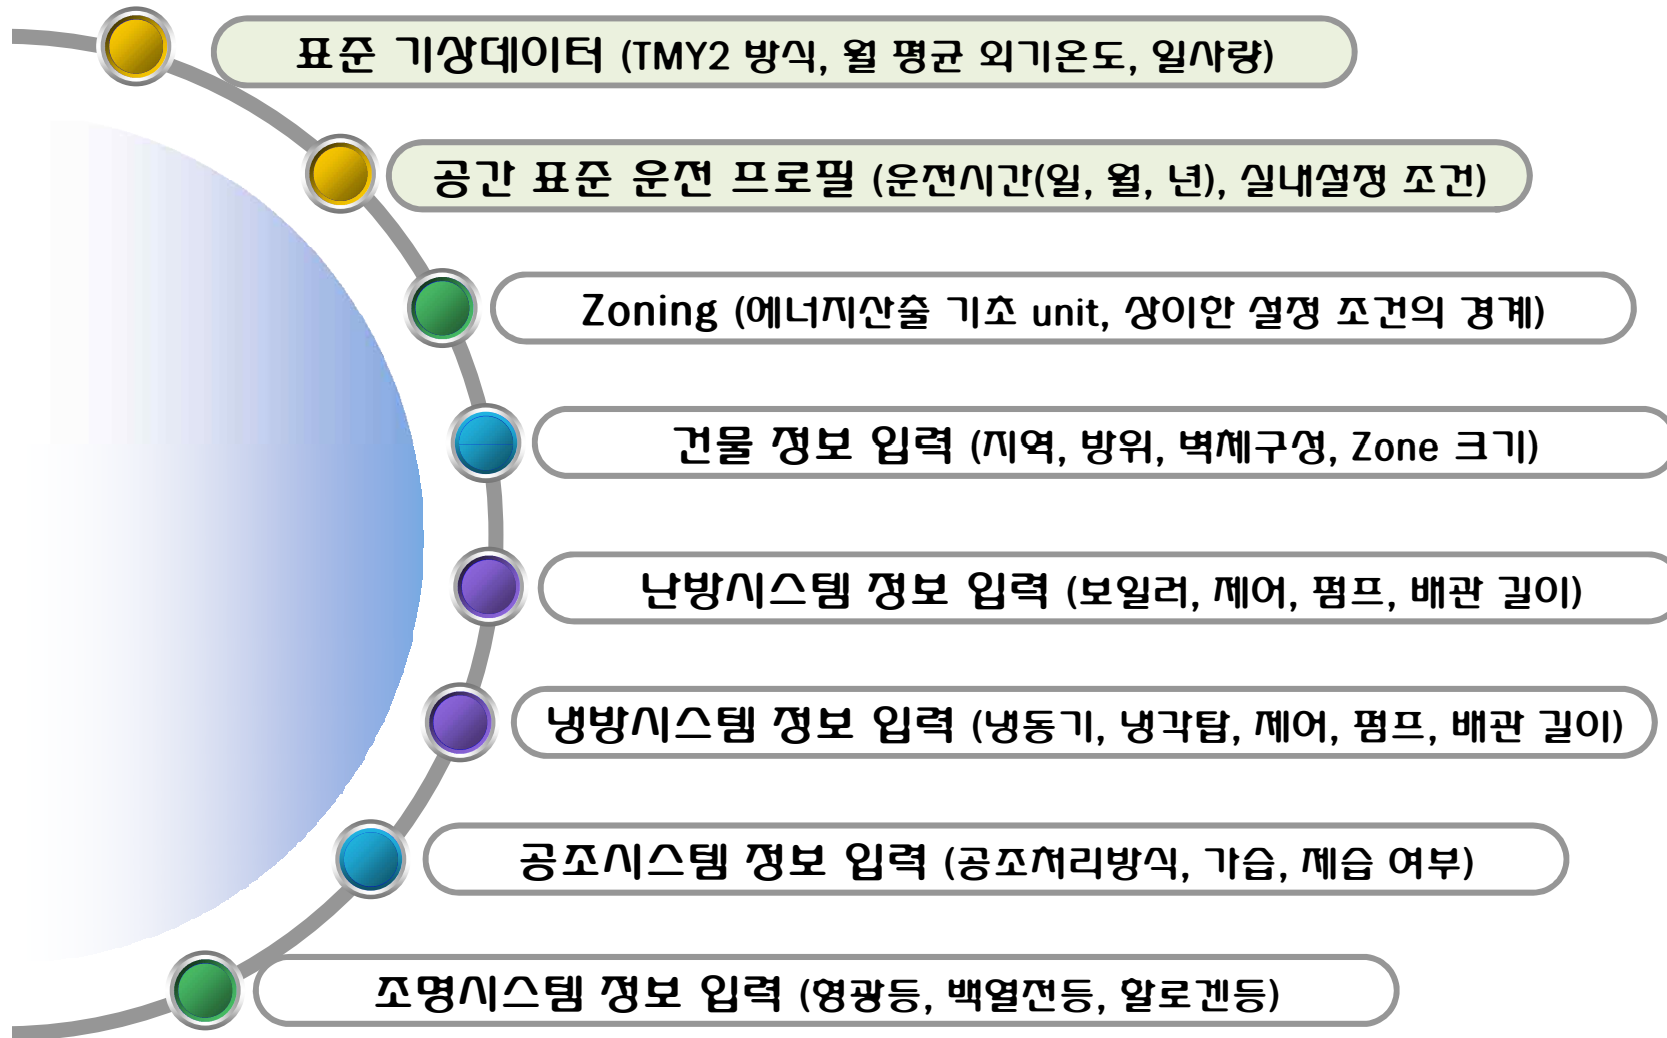 표준 기상데이터 (TMY2 방식, 월 평균 외기온도, 일사량)
공간 표준 운전 프로필 (운전시간(일, 월, 년), 실내설정 조건)
Zoning (에너지산출 기초 unit, 상이한 설정 조건의 경계)
건물 정보 입력 (지역, 방위, 벽체구성, Zone 크기)
난방시스템 정보 입력 (보일러, 제어, 펌프, 배관 길이)
냉방시스템 정보 입력 (냉동기, 냉각탑, 제어, 펌프, 배관 길이)
공조시스템 정보 입력 (공조처리방식, 가습, 제습 여부)
조명시스템 정보 입력 (형광등, 백열전등, 할로겐등)